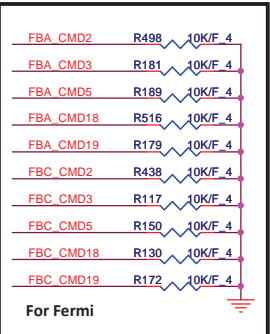 FBA_CMD2 R498 10K/F_4
FBA_CMD3 R181 10K/F_4
FBA_CMD5 R189 10K/F_4
FBA_CMD18 R516 10K/F_4
FBA_CMD19 R179 10K/F_4
FBC_CMD2 R438 10K/F_4
FBC_CMD3 R117 10K/F_4
FBC_CMD5 R150 10K/F_4
FBC_CMD18 R130 10K/F_4
FBC_CMD19 R172 10K/F_4
For Fermi